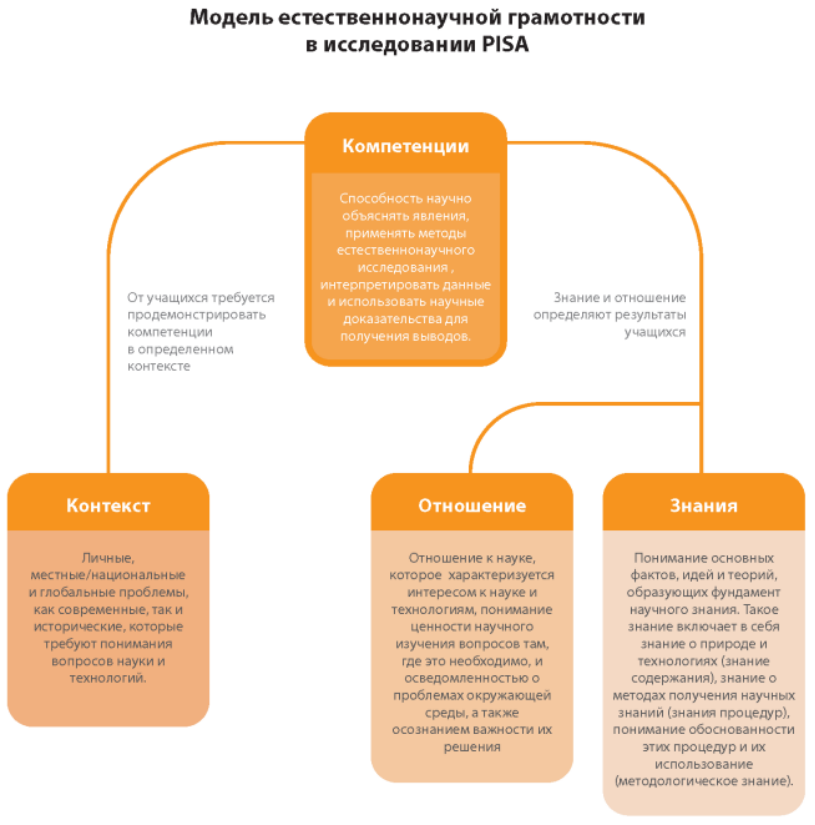 Модель естественнонаучной грамотности
в исследовании PISA
Компетенции
Способность научно
объяснять явления,
применять методы
естественнонаучного
исследования ,
интерпретировать данные
и использовать научные
доказательства для
получения выводов.
От учащихся требуется
продемонстрировать
компетенции
в определенном
контексте
Знание и отношение
определяют результаты
учащихся
Контекст
Личные,
местные/национальные
и глобальные проблемы,
как современные, так и
исторические, которые
требуют понимания
вопросов науки и
технологий.
Отношение
Отношение к науке,
которое характеризуется
интересом к науке и
технологиям, понимание
ценности научного
изучения вопросов там,
где это необходимо, и
осведомленностью о
проблемах окружающей
среды, а также
осознанием важности их
решения
Знания
Понимание основных
фактов, идей и теорий,
образующих фундамент
научного знания. Такое
знание включает в себя
знание о природе и
технологиях (знание
содержания), знание о
методах получения научных
знаний (знания процедур),
понимание обоснованности
этих процедур и их
использование
(методологическое знание).